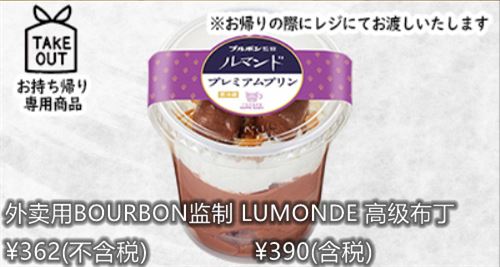 TAKE
OUT
お持ち帰り
専用商品
※お帰りの際にレジにてお渡しいたします
ブルボン監修
ルマンド
プレミアムプリン
外卖用BOURBON监制 LUMONDE 高级布丁
¥362(不含税) ¥390(含税)